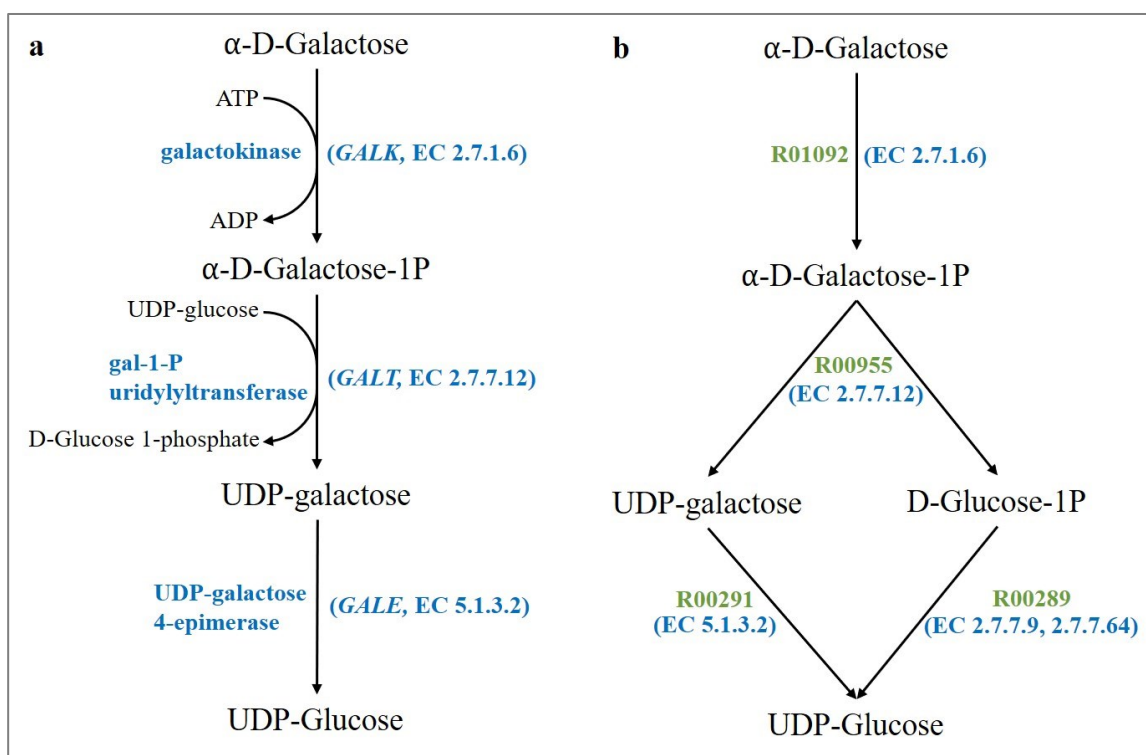 a
α-D-Galactose
ATP
galactokinase
(GALK, EC 2.7.1.6)
ADP
α-D-Galactose-1P
UDP-glucose
gal-1-P
uridylyltransferase
(GALT, EC 2.7.7.12)
D-Glucose 1-phosphate
UDP-galactose
UDP-galactose
4-epimerase
(GALE, EC 5.1.3.2)
UDP-Glucose
b
α-D-Galactose
R01092
(EC 2.7.1.6)
α-D-Galactose-1P
R00955
(EC 2.7.7.12)
UDP-galactose
D-Glucose-1P
R00291
(EC 5.1.3.2)
R00289
(EC 2.7.7.9, 2.7.7.64)
UDP-Glucose